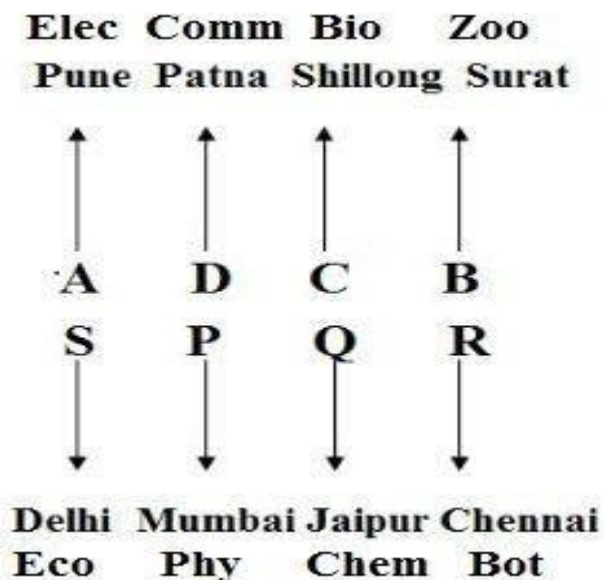 Elec Comm Bio Zoo
Pune Patna Shillong Surat
A D C B
S P Q R
Delhi Mumbai Jaipur Chennai
Eco Phy Chem Bot